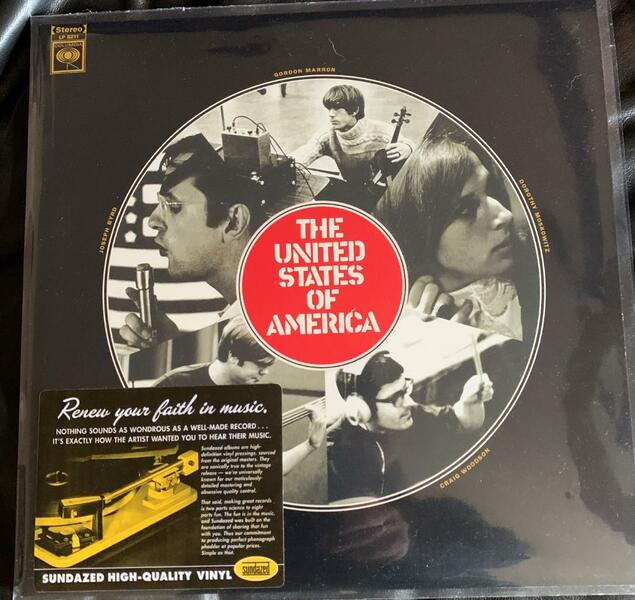 Stereo
LP 5211
COLUMBIA
GORDON MARRON
JOSEPH BYRD
DOROTHY MOSKOWITZ
THE
UNITED
STATES
OF
AMERICA
CRAIG WOODSON
Renew your faith in music.
NOTHING SOUNDS AS WONDROUS AS A WELL-MADE RECORD . . .
IT'S EXACTLY HOW THE ARTIST WANTED YOU TO HEAR THEIR MUSIC.
Sundazed albums are high-
definition vinyl pressings, sourced
from the original masters. They
are sonically true to the vintage
release — we're universally
known for our meticulously-
detailed mastering and
obsessive quality control.
That said, making great records
is two parts science to eight
parts fun. The fun is in the music,
and Sundazed was built on the
foundation of sharing that fun
with you. Thus our commitment
to producing perfect phonograph
phodder at popular prices.
Simple as that.
SUNDAZED HIGH-QUALITY VINYL
sundazed